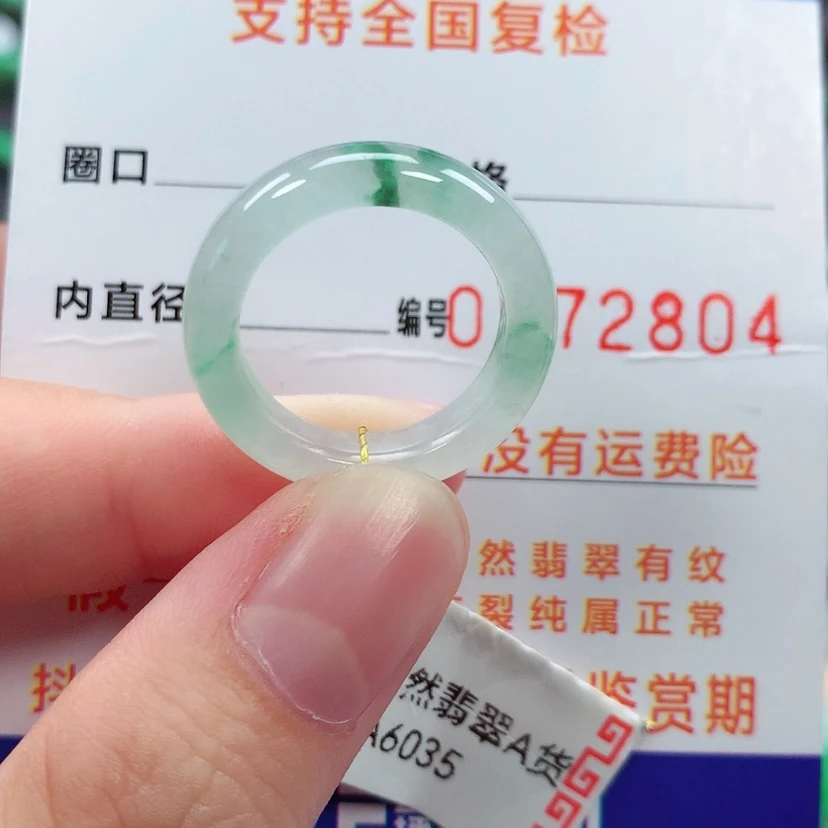 支持全国复检
圈口
内直径 编号0 72804
没有运费险
然翡翠有纹
裂纯属正常
鉴赏期
然翡翠A货
A6035